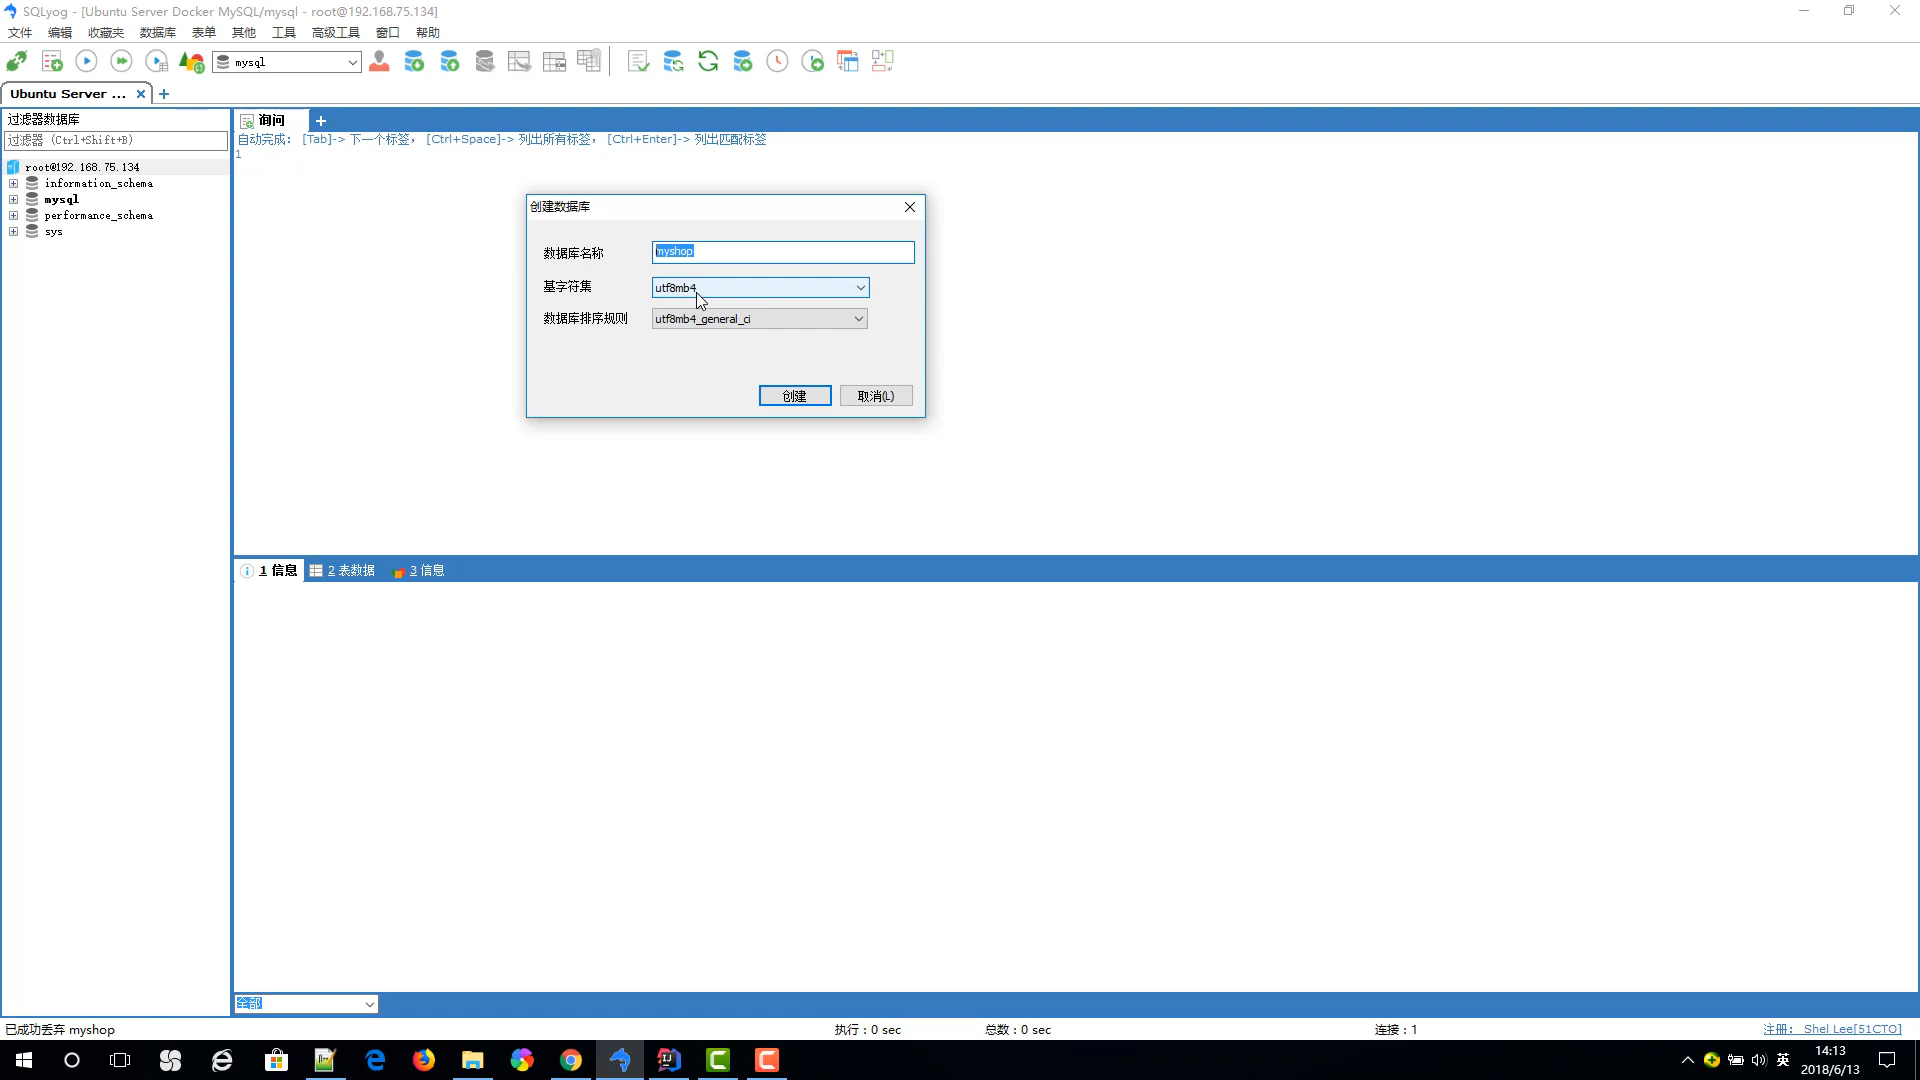 SQLyog - [Ubuntu Server Docker MySQL/mysql - root@192.168.75.134]
文件 编辑 收藏夹 数据库 表单 其他 工具 高级工具 窗口 帮助
mysql
Ubuntu Server ...
过滤器数据库
过滤器 (Ctrl+Shift+B)
root@192.168.75.134
information_schema
mysql
performance_schema
sys
询问
自动完成: [Tab]-> 下一个标签, [Ctrl+Space]-> 列出所有标签, [Ctrl+Enter]-> 列出匹配标签
1
创建数据库
数据库名称 myshop
基字符集 utf8mb4
数据库排序规则 utf8mb4_general_ci
创建 取消(L)
1 信息 2 表数据 3 信息
全部
已成功丢弃 myshop 执行：0 sec 总数：0 sec 连接：1 注册： Shel Lee[51CTO]
英 14:13
2018/6/13